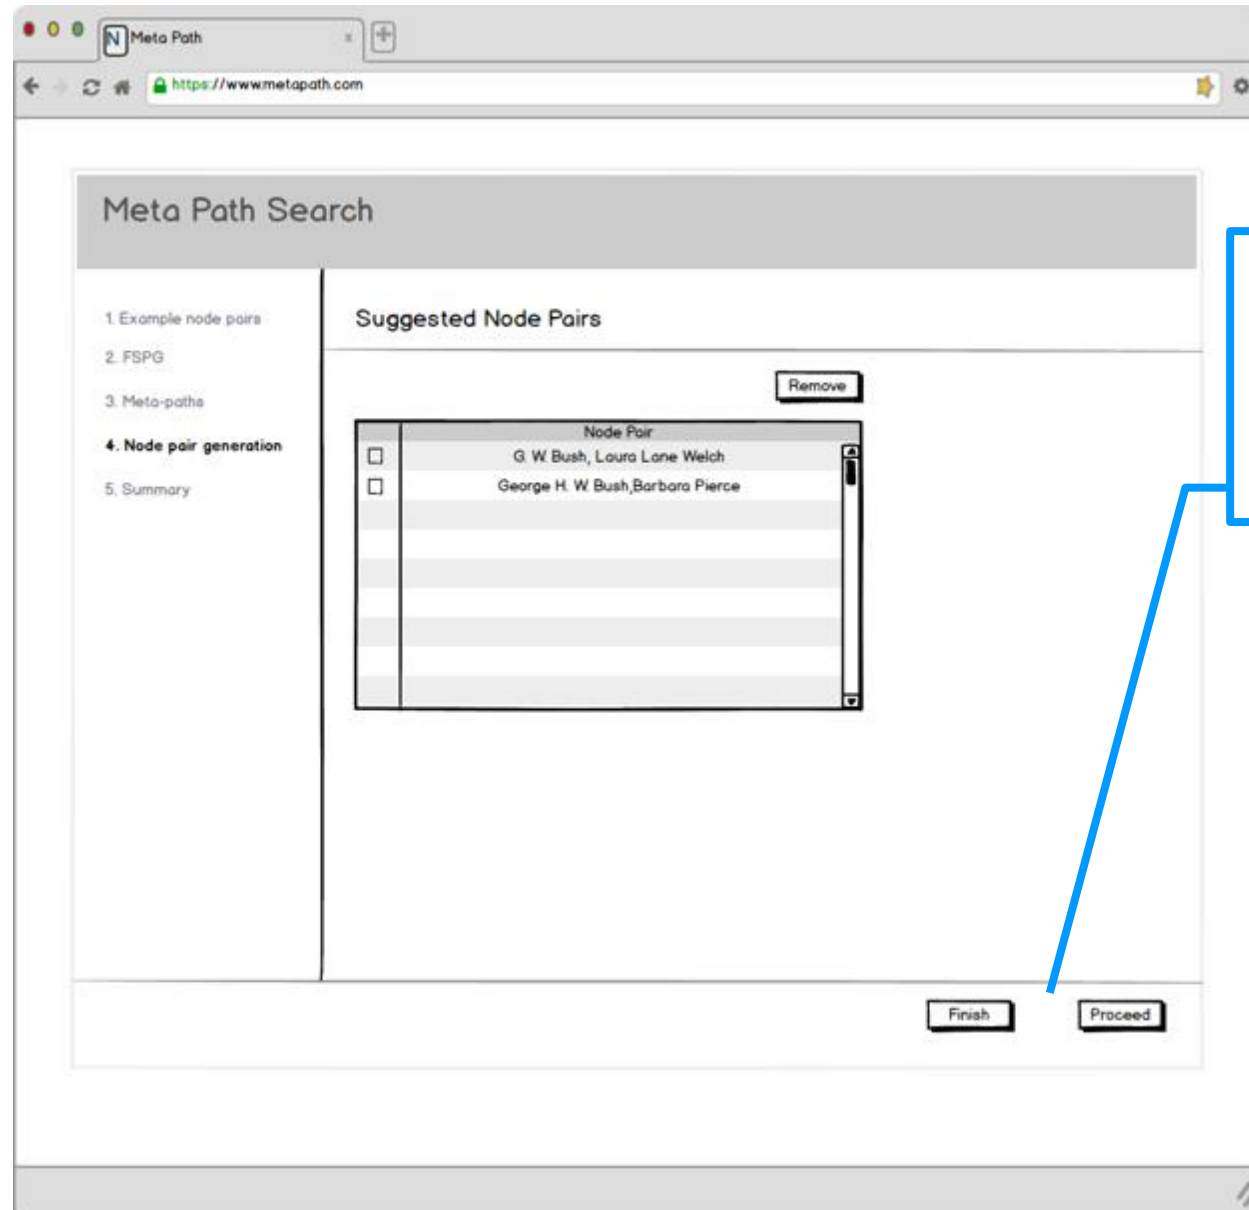 N Meta Path
https://www.metapath.com
Meta Path Search
1. Example node pairs
2. FSPG
3. Meta-paths
4. Node pair generation
5. Summary
Suggested Node Pairs
Remove
Node Pair
G. W. Bush, Laura Lane Welch
George H. W. Bush,Barbara Pierce
Finish
Proceed